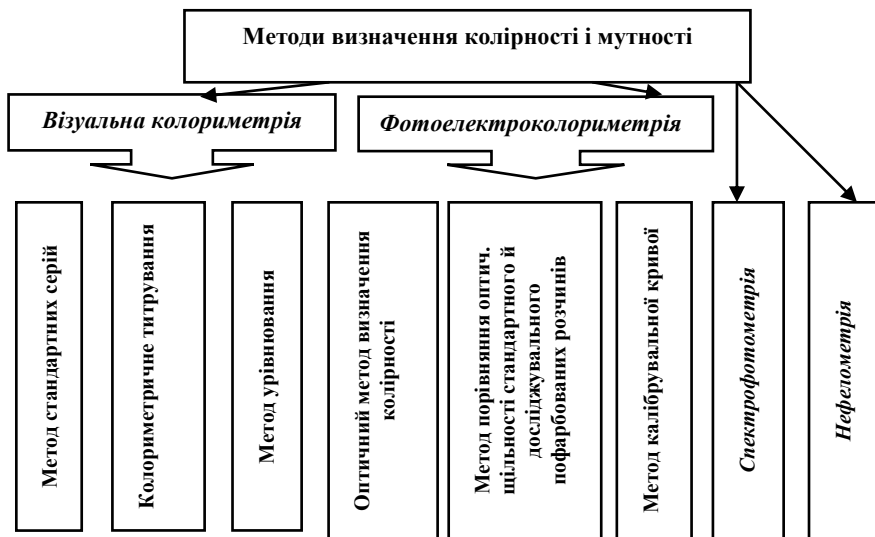 Методи визначення колірності і мутності
Візуальна колориметрія
Фотоелектроколориметрія
Метод стандартних серій
Колориметричне титрування
Метод урівнювання
Оптичний метод визначення
колірності
Метод порівняння оптич.
щільності стандартного й
досліджувального
пофарбованих розчинів
Метод калібрувальної кривої
Спектрофотометрія
Нефелометрія